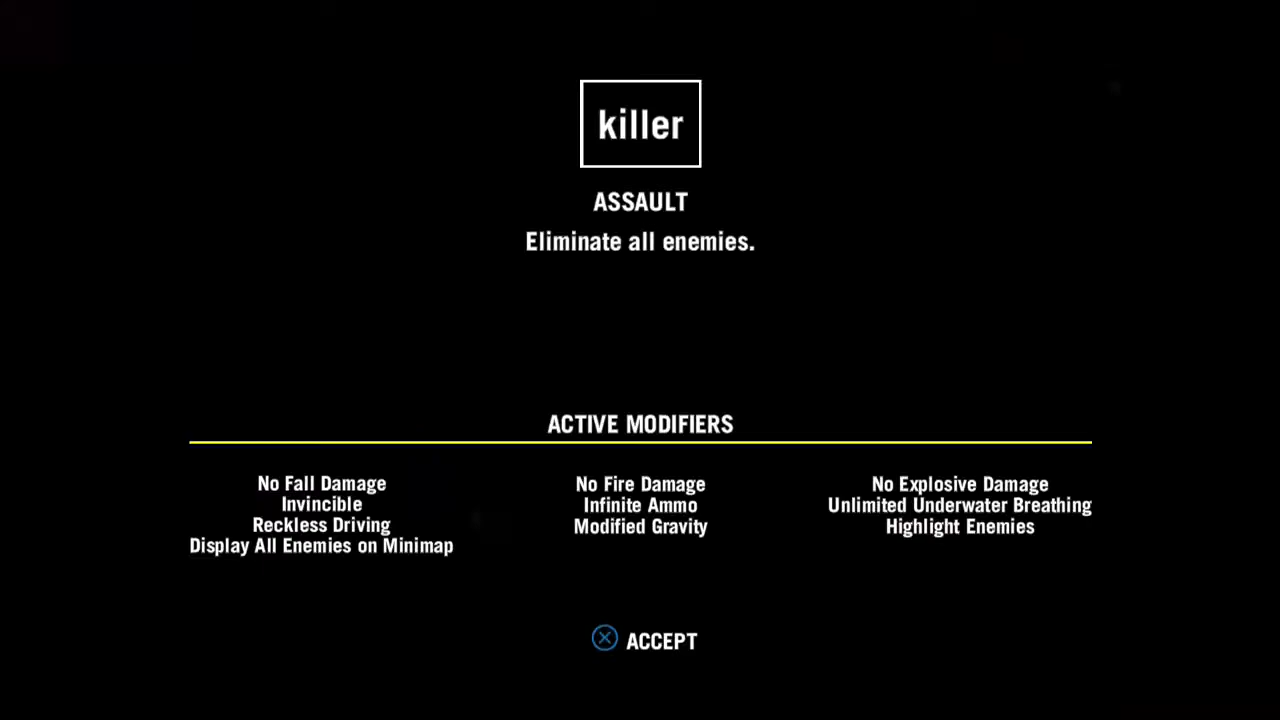 killer
ASSAULT
Eliminate all enemies.
ACTIVE MODIFIERS
No Fall Damage
Invincible
Reckless Driving
Display All Enemies on Minimap
No Fire Damage
Infinite Ammo
Modified Gravity
No Explosive Damage
Unlimited Underwater Breathing
Highlight Enemies
ACCEPT